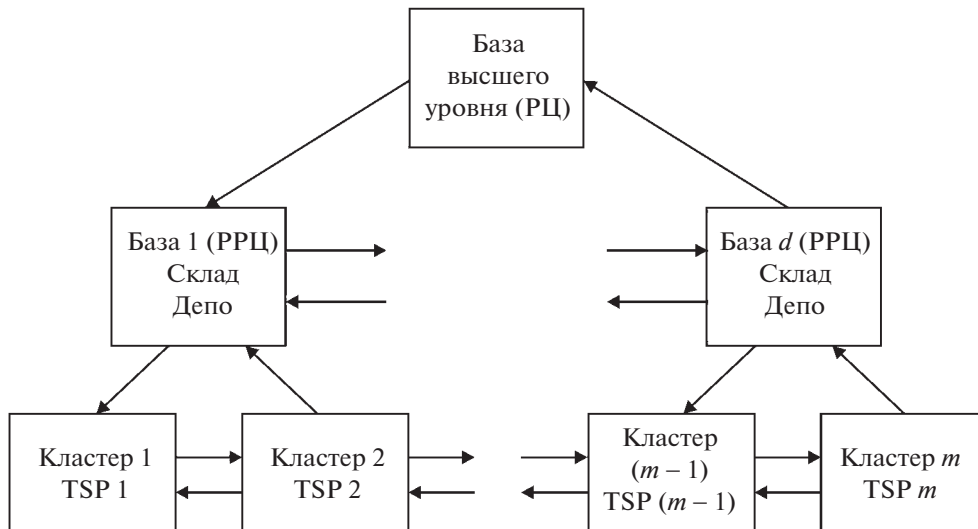 База
высшего
уровня (РЦ)
База 1 (РРЦ)
Склад
Депо
База d (РРЦ)
Склад
Депо
Кластер 1
TSP 1
Кластер 2
TSP 2
Кластер
(m – 1)
TSP (m – 1)
Кластер m
TSP m